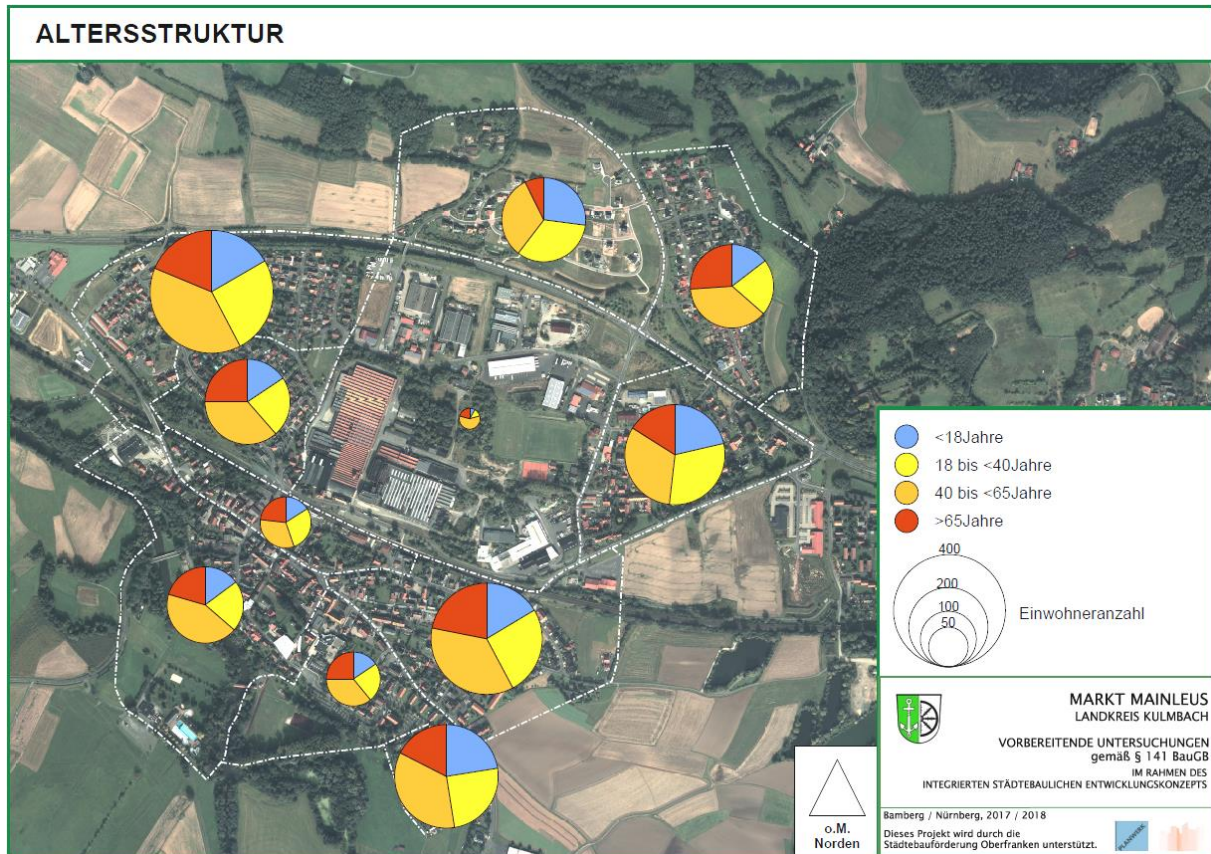 ALTERSSTRUKTUR
<18Jahre
18 bis <40Jahre
40 bis <65Jahre
>65Jahre
400
200
100
50
Einwohneranzahl
MARKT MAINLEUS
LANDKREIS KULMBACH
VORBEREITENDE UNTERSUCHUNGEN
gemäß § 141 BauGB
IM RAHMEN DES
INTEGRIERTEN STÄDTEBAULICHEN ENTWICKLUNGSKONZEPTS
o.M.
Norden
Bamberg / Nürnberg, 2017 / 2018
Dieses Projekt wird durch die
Städtebauförderung Oberfranken unterstützt.
PLANWERK